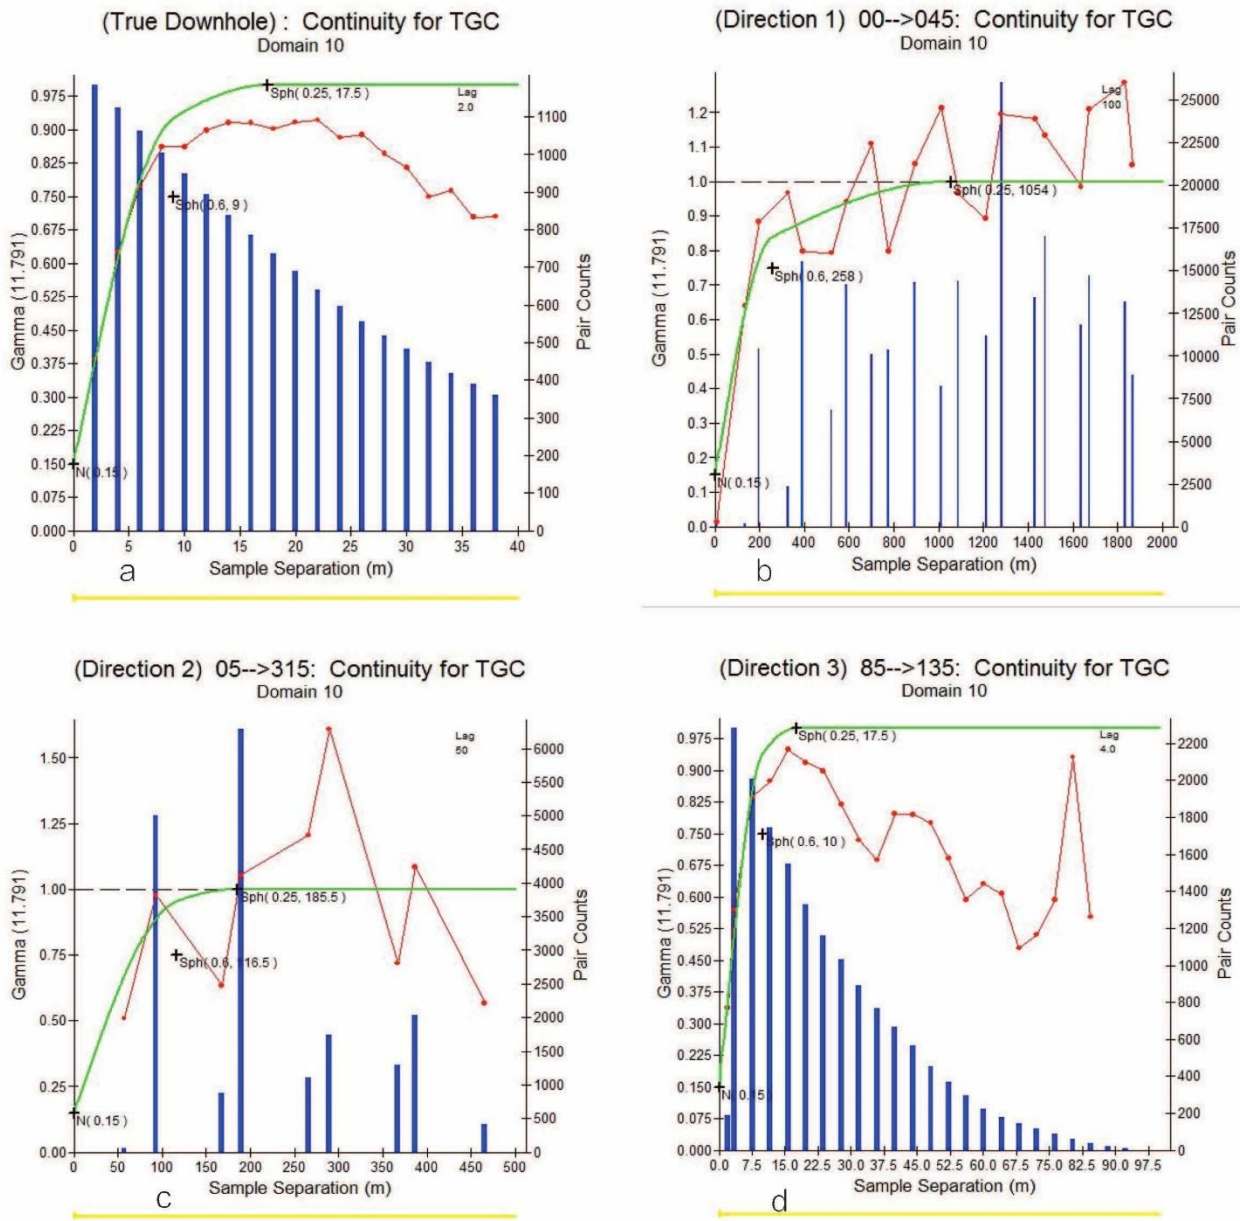 (True Downhole) : Continuity for TGC
Domain 10
Gamma (11.791)
0.975
0.900
0.825
0.750
0.675
0.600
0.525
0.450
0.375
0.300
0.225
0.150
0.075
0.000
Sph( 0.25, 17.5 )
Sph( 0.6, 9 )
N( 0.15 )
Lag
2.0
1100
1000
900
800
700
600
500
400
300
200
100
0
Pair Counts
0 5 10 15 20 25 30 35 40
Sample Separation (m)
a
(Direction 1) 00-->045: Continuity for TGC
Domain 10
Gamma (11.791)
1.2
1.1
1.0
0.9
0.8
0.7
0.6
0.5
0.4
0.3
0.2
0.1
0.0
Lag
100
Sph( 0.25, 1054 )
Sph( 0.6, 258 )
N( 0.15 )
25000
22500
20000
17500
15000
12500
10000
7500
5000
2500
0
Pair Counts
0 200 400 600 800 1000 1200 1400 1600 1800 2000
Sample Separation (m)
b
(Direction 2) 05-->315: Continuity for TGC
Domain 10
Gamma (11.791)
1.50
1.25
1.00
0.75
0.50
0.25
0.00
Lag
50
Sph( 0.25, 185.5 )
Sph( 0.6, 116.5 )
N( 0.15 )
6000
5500
5000
4500
4000
3500
3000
2500
2000
1500
1000
500
0
Pair Counts
0 50 100 150 200 250 300 350 400 450 500
Sample Separation (m)
c
(Direction 3) 85-->135: Continuity for TGC
Domain 10
Gamma (11.791)
0.975
0.900
0.825
0.750
0.675
0.600
0.525
0.450
0.375
0.300
0.225
0.150
0.075
0.000
Sph( 0.25, 17.5 )
Sph( 0.6, 10 )
N( 0.15 )
Lag
4.0
2200
2000
1800
1600
1400
1200
1000
800
600
400
200
0
Pair Counts
0.0 7.5 15.0 22.5 30.0 37.5 45.0 52.5 60.0 67.5 75.0 82.5 90.0 97.5
Sample Separation (m)
d